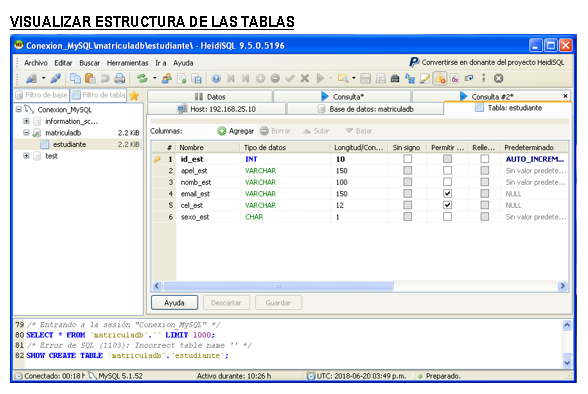 VISUALIZAR ESTRUCTURA DE LAS TABLAS
Conexion_MySQL\matriculadb\estudiante\ - HeidiSQL 9.5.0.5196
Archivo Editar Buscar Herramientas Ir a Ayuda Convertirse en donante del proyecto HeidiSQL
Filtro de base Filtro de tabla
Datos Consulta* Consulta #2*
Host: 192.168.25.10 Base de datos: matriculadb Tabla: estudiante
Conexion_MySQL
information_sc...
matriculadb 2.2 KiB
estudiante 2.2 KiB
test
Columnas: Agregar Borrar Subir Bajar
# Nombre Tipo de datos Longitud/Con... Sin signo Permitir ... Relle... Predeterminado
1 id_est INT 10 AUTO_INCREM...
2 apel_est VARCHAR 150 Sin valor predete...
3 nomb_est VARCHAR 100 Sin valor predete...
4 email_est VARCHAR 150 NULL
5 cel_est VARCHAR 12 NULL
6 sexo_est CHAR 1 Sin valor predete...
Ayuda Descartar Guardar
79 /* Entrando a la sesión "Conexion_MySQL" */
80 SELECT * FROM `matriculadb`.`` LIMIT 1000;
81 /* Error de SQL (1103): Incorrect table name '' */
82 SHOW CREATE TABLE `matriculadb`.`estudiante`;
Conectado: 00:18 h MySQL 5.1.52 Activo durante: 10:26 h UTC: 2018-06-20 03:49 p.m. Preparado.